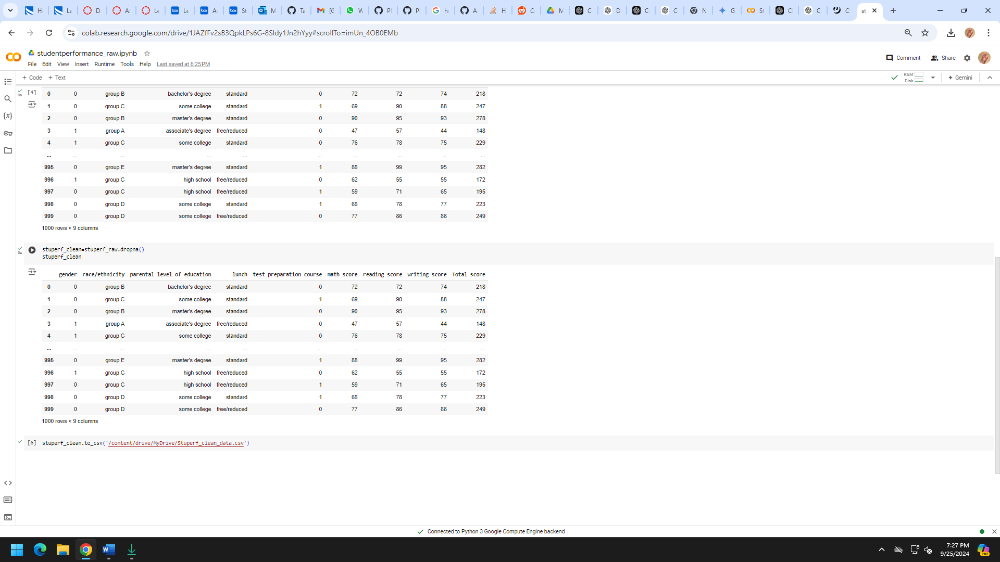 colab.research.google.com/drive/1JAZfFv2sB3QpkLPs6G-8SIdy1Jn2hYyy#scrollTo=imUn_4OB0EMb
studentperformance_raw.ipynb
Comment Share
File Edit View Insert Runtime Tools Help Last saved at 6:25 PM
+ Code + Text
RAM
Disk
Gemini
[4]
0s
0 0 group B bachelor's degree standard 0 72 72 74 218
1 0 group C some college standard 1 69 90 88 247
2 0 group B master's degree standard 0 90 95 93 278
3 1 group A associate's degree free/reduced 0 47 57 44 148
4 1 group C some college standard 0 76 78 75 229
... ... ... ... ... ... ... ... ... ...
995 0 group E master's degree standard 1 88 99 95 282
996 1 group C high school free/reduced 0 62 55 55 172
997 0 group C high school free/reduced 1 59 71 65 195
998 0 group D some college standard 1 68 78 77 223
999 0 group D some college free/reduced 0 77 86 86 249
1000 rows × 9 columns
0s
stuperf_clean=stuperf_raw.dropna()
stuperf_clean
gender race/ethnicity parental level of education lunch test preparation course math score reading score writing score Total score
0 0 group B bachelor's degree standard 0 72 72 74 218
1 0 group C some college standard 1 69 90 88 247
2 0 group B master's degree standard 0 90 95 93 278
3 1 group A associate's degree free/reduced 0 47 57 44 148
4 1 group C some college standard 0 76 78 75 229
... ... ... ... ... ... ... ... ... ...
995 0 group E master's degree standard 1 88 99 95 282
996 1 group C high school free/reduced 0 62 55 55 172
997 0 group C high school free/reduced 1 59 71 65 195
998 0 group D some college standard 1 68 78 77 223
999 0 group D some college free/reduced 0 77 86 86 249
1000 rows × 9 columns
[6] stuperf_clean.to_csv('/content/drive/MyDrive/Stuperf_clean_data.csv')
Connected to Python 3 Google Compute Engine backend
7:27 PM
9/25/2024